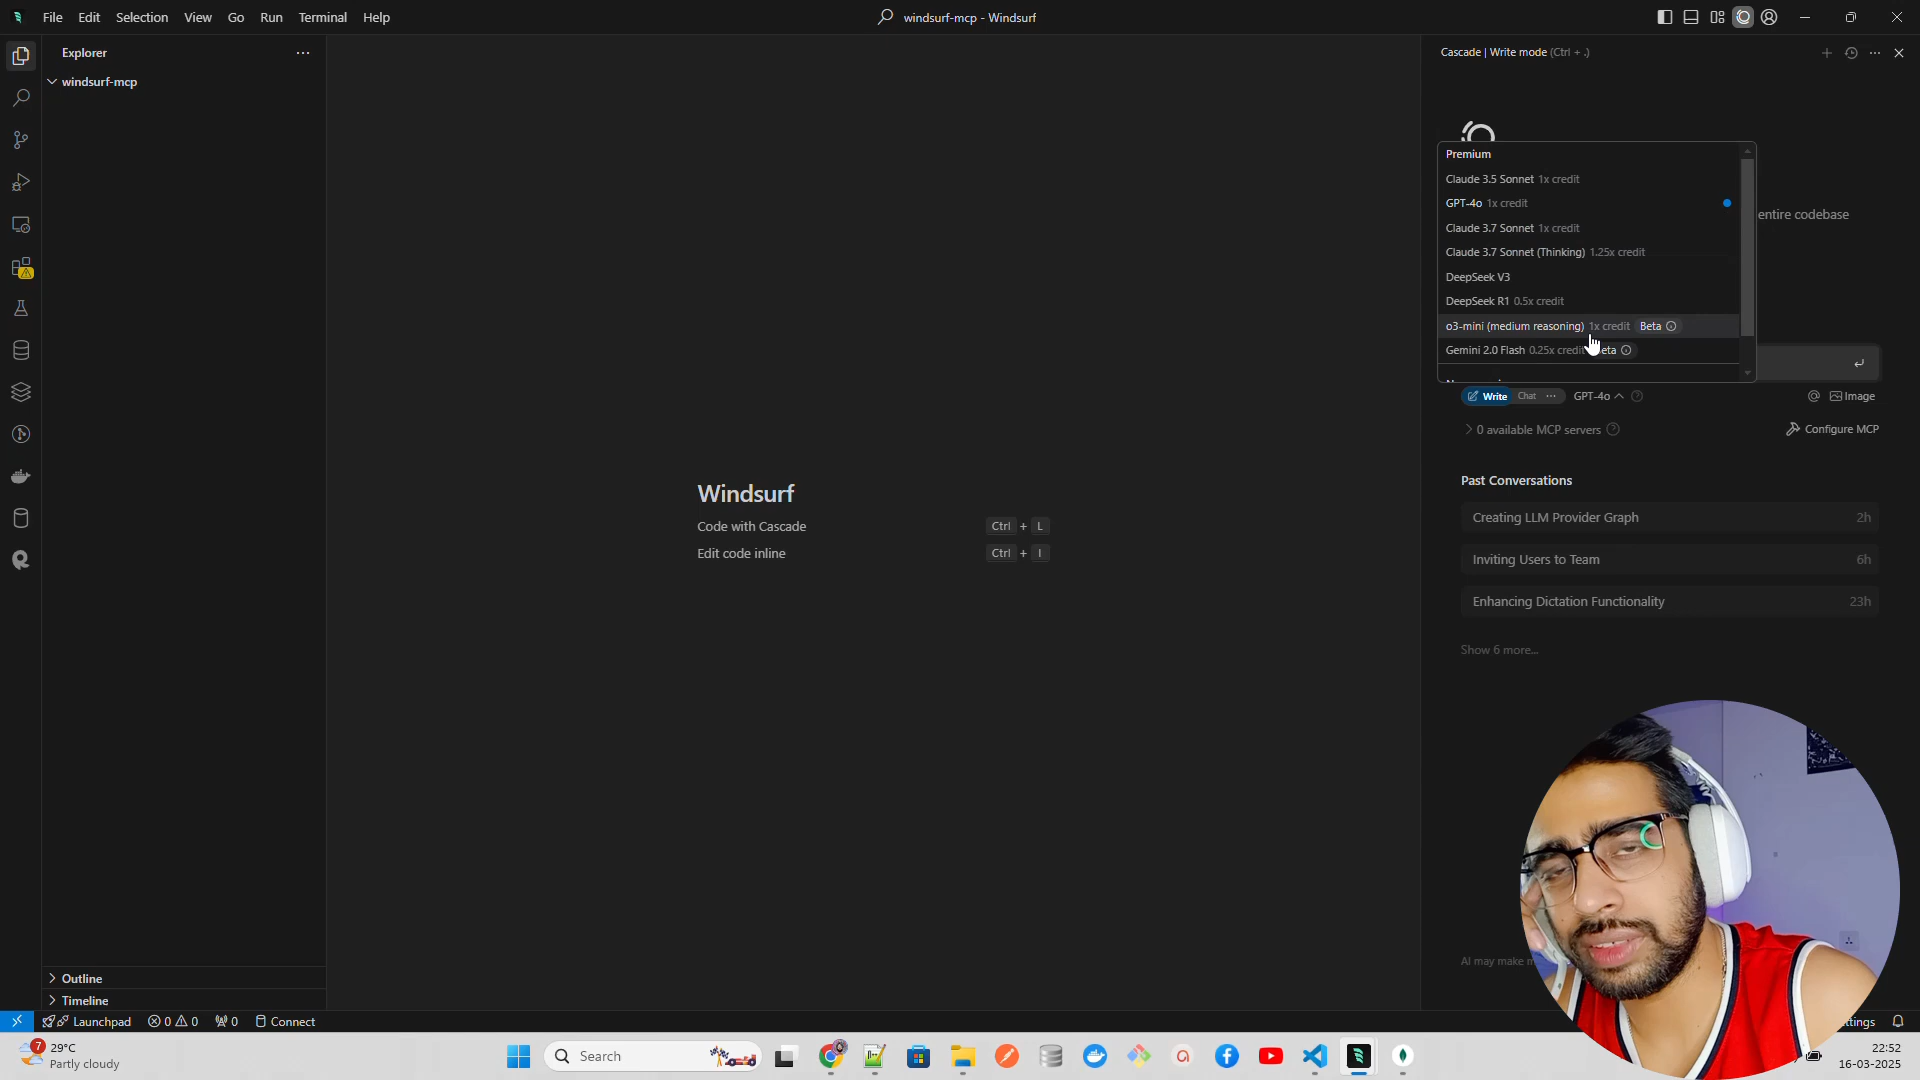 File Edit Selection View Go Run Terminal Help
windsurf-mcp - Windsurf
Explorer
windsurf-mcp
Cascade | Write mode (Ctrl + .)
Premium
Claude 3.5 Sonnet 1x credit
GPT-4o 1x credit
entire codebase
Claude 3.7 Sonnet 1x credit
Claude 3.7 Sonnet (Thinking) 1.25x credit
DeepSeek V3
DeepSeek R1 0.5x credit
o3-mini (medium reasoning) 1x credit Beta
Gemini 2.0 Flash 0.25x credit
Write Chat GPT-4o Image
0 available MCP servers Configure MCP
Windsurf
Code with Cascade Ctrl + L
Edit code inline Ctrl + I
Past Conversations
Creating LLM Provider Graph 2h
Inviting Users to Team 6h
Enhancing Dictation Functionality 23h
Show 6 more...
AI may make
Outline
Timeline
Launchpad 0 0 0 Connect
7
29°C
Partly cloudy
Search
22:52
16-03-2025